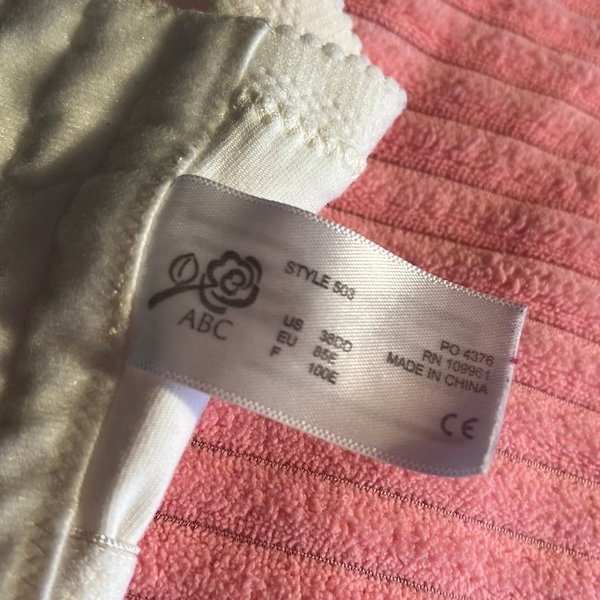 ABC
STYLE 503
US 38DD
EU 85E
F 100E
PO 4376
RN 109961
MADE IN CHINA
CE